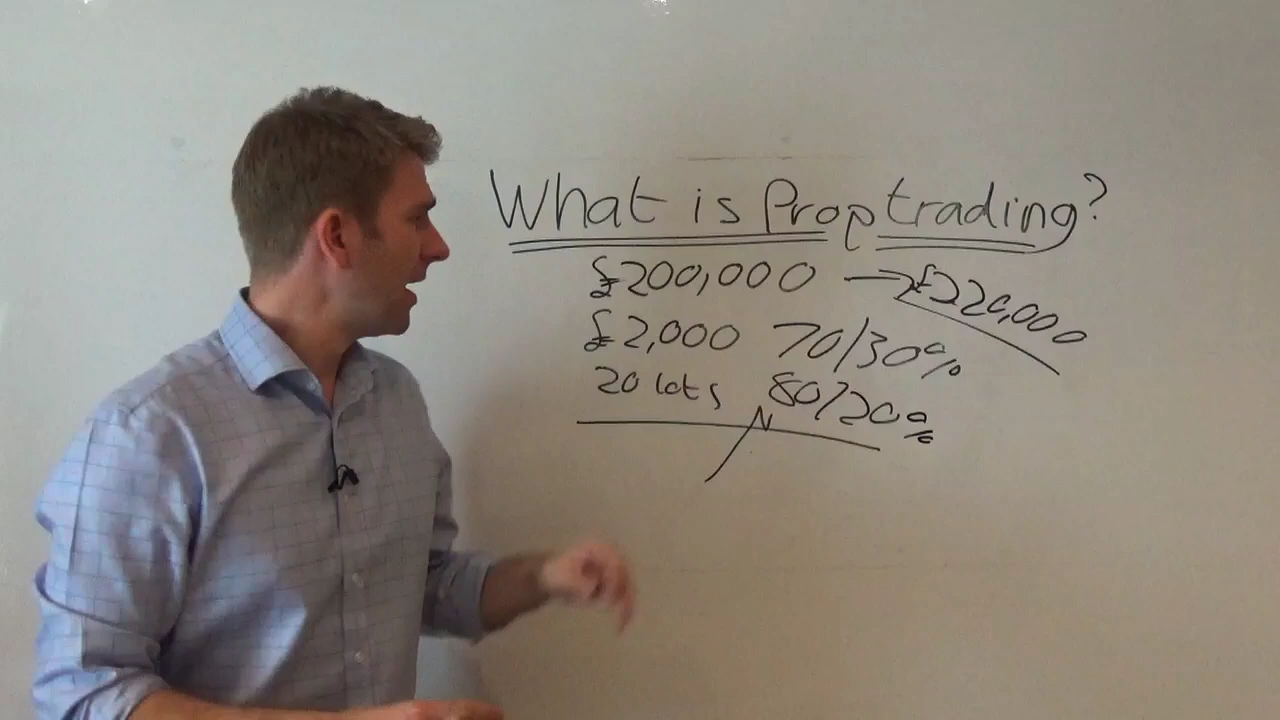 What is Prop trading?
£200,000 → £220,000
£2,000 70/30%
20 lots 80/20%